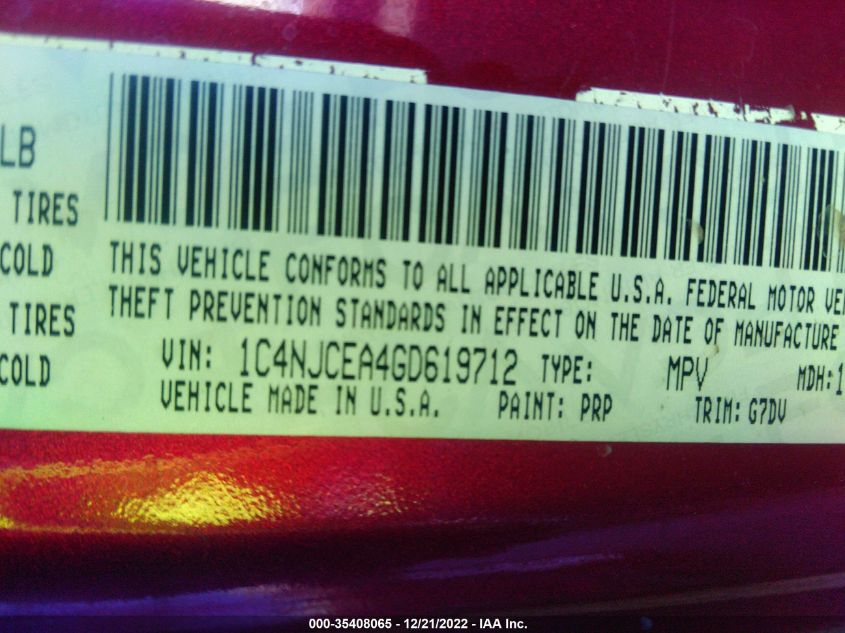 LB
TIRES
COLD
TIRES
COLD
THIS VEHICLE CONFORMS TO ALL APPLICABLE U.S.A. FEDERAL MOTOR VE
THEFT PREVENTION STANDARDS IN EFFECT ON THE DATE OF MANUFACTURE
VIN: 1C4NJCEA4GD619712 TYPE: MPV MDH:1
VEHICLE MADE IN U.S.A. PAINT: PRP TRIM: G7DV
000-35408065 - 12/21/2022 - IAA Inc.